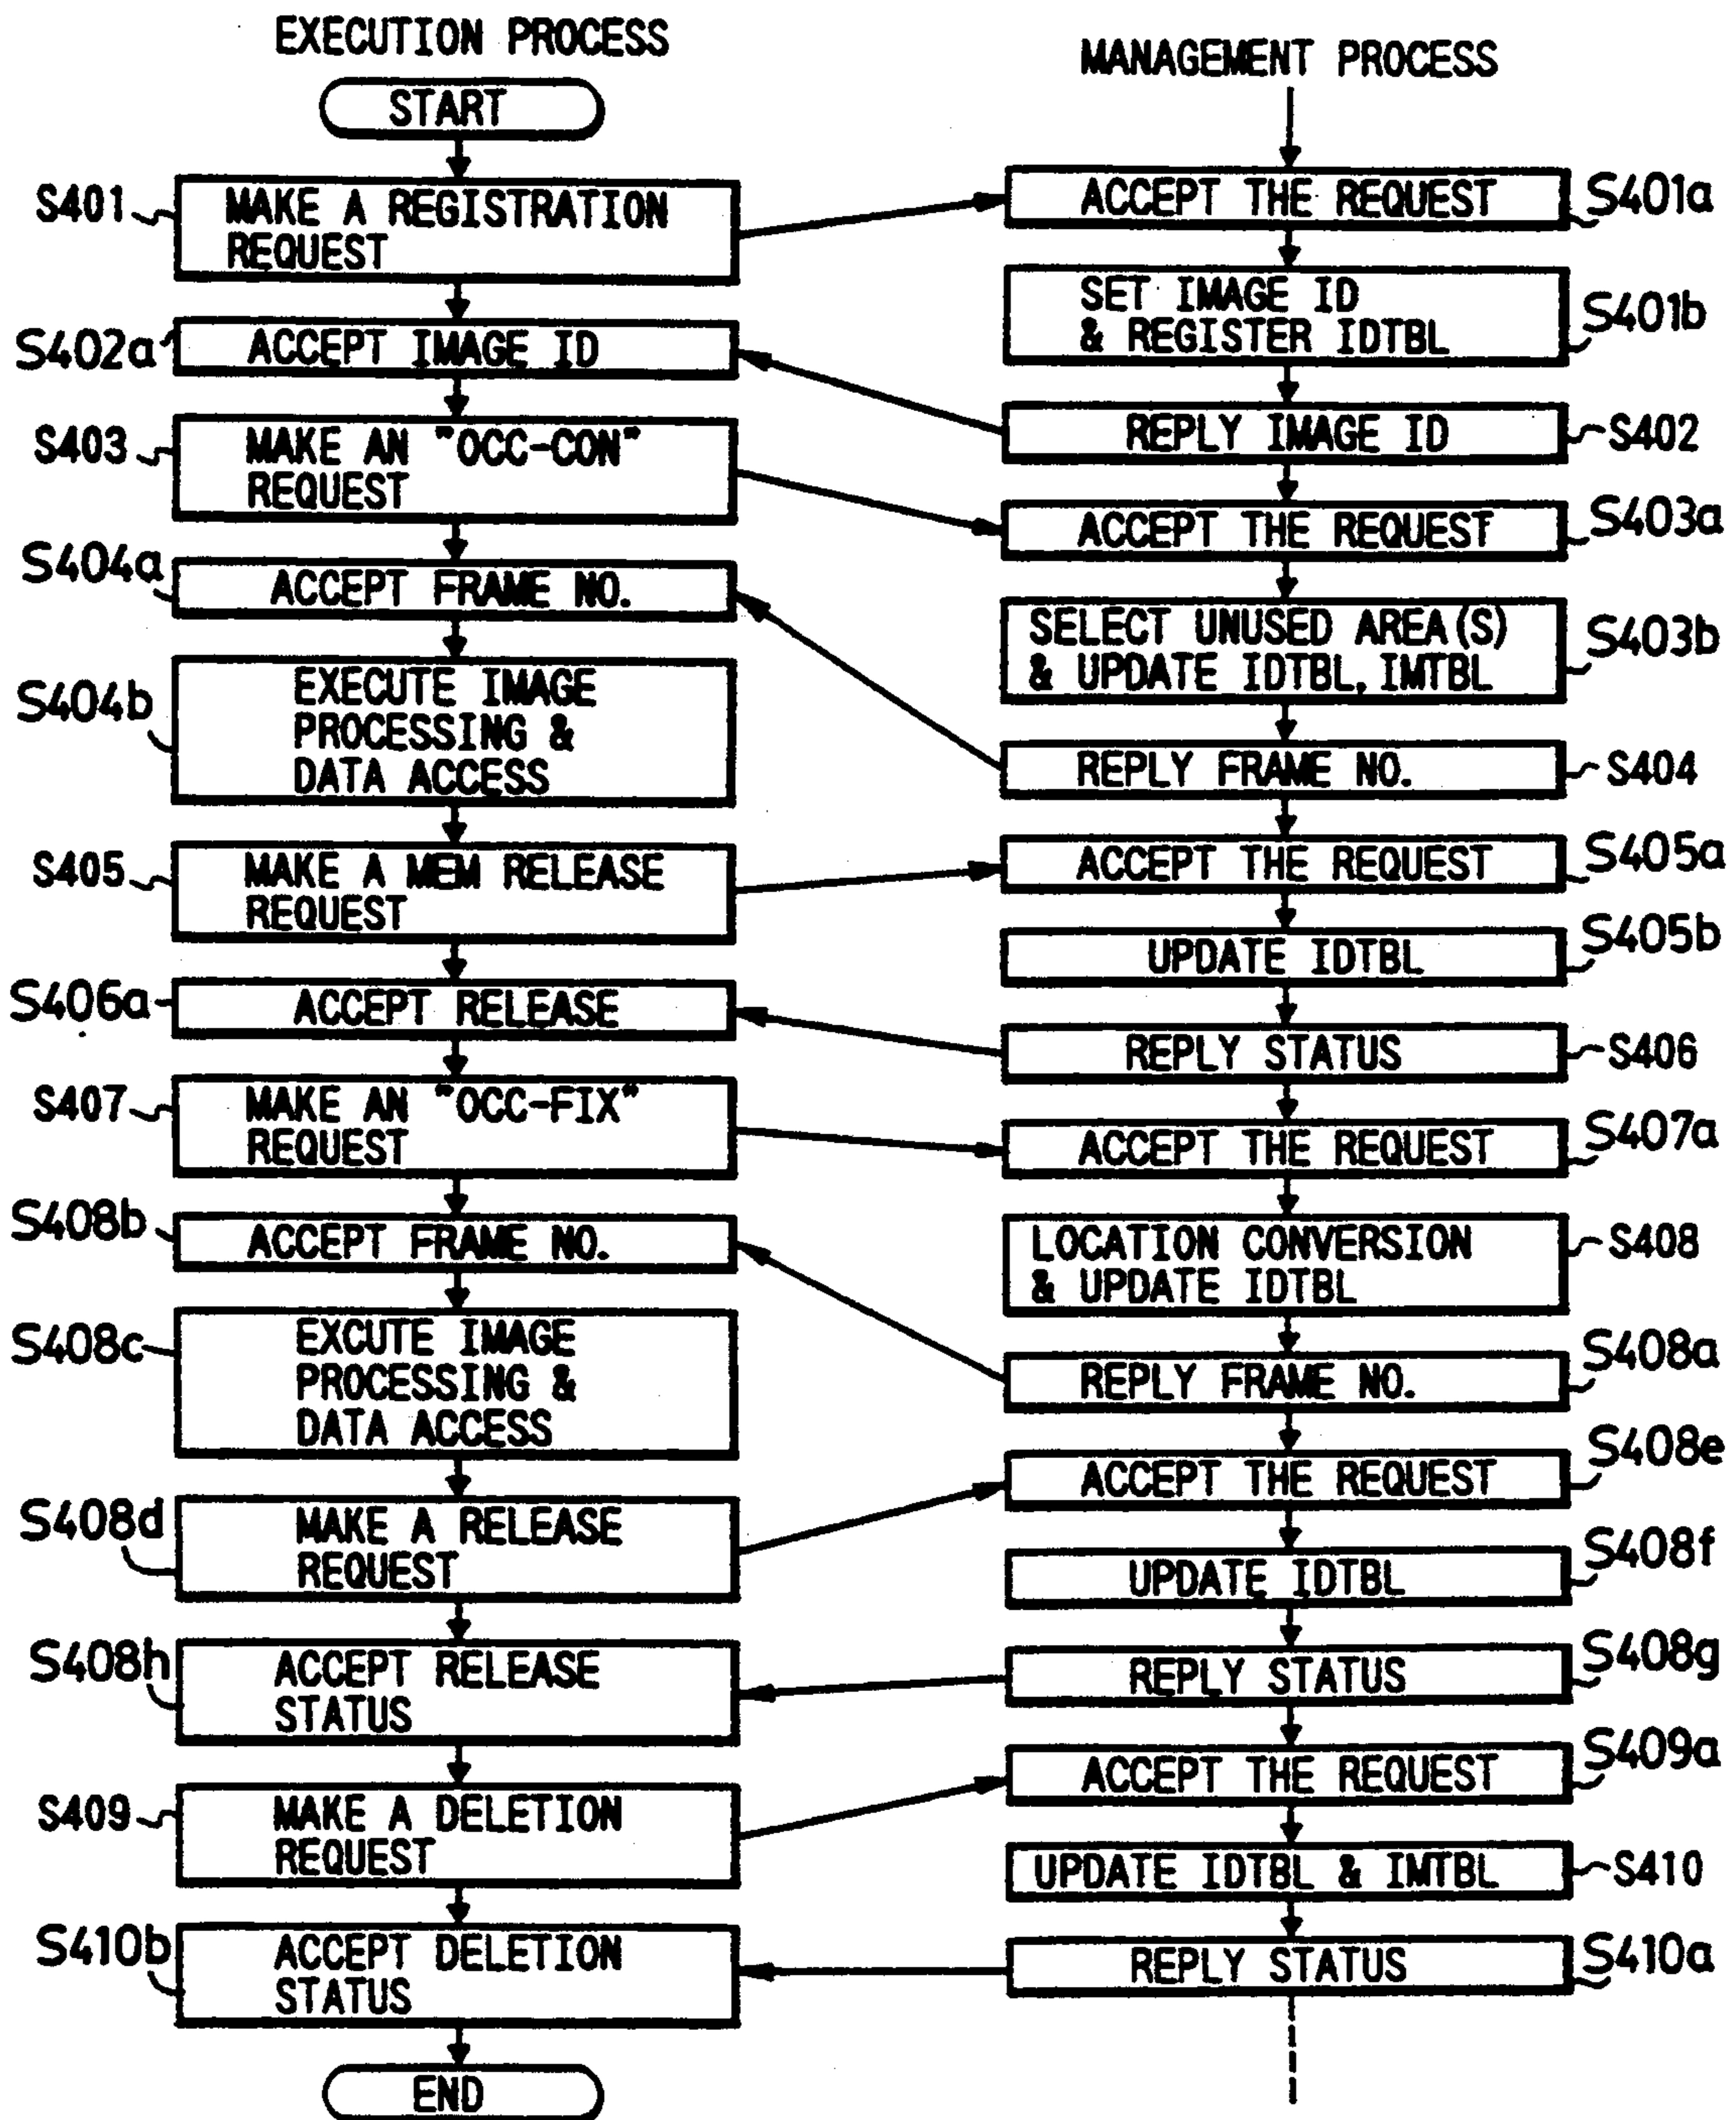 EXECUTION PROCESS
START
S401
MAKE A REGISTRATION
REQUEST
S402a
ACCEPT IMAGE ID
S403
MAKE AN "OCC-CON"
REQUEST
S404a
ACCEPT FRAME NO.
S404b
EXECUTE IMAGE
PROCESSING &
DATA ACCESS
S405
MAKE A MEM RELEASE
REQUEST
S406a
ACCEPT RELEASE
S407
MAKE AN "OCC-FIX"
REQUEST
S408b
ACCEPT FRAME NO.
S408c
EXCUTE IMAGE
PROCESSING &
DATA ACCESS
S408d
MAKE A RELEASE
REQUEST
S408h
ACCEPT RELEASE
STATUS
S409
MAKE A DELETION
REQUEST
S410b
ACCEPT DELETION
STATUS
END
MANAGEMENT PROCESS
ACCEPT THE REQUEST
S401a
SET IMAGE ID
& REGISTER IDTBL
S401b
REPLY IMAGE ID
S402
ACCEPT THE REQUEST
S403a
SELECT UNUSED AREA(S)
& UPDATE IDTBL, IMTBL
S403b
REPLY FRAME NO.
S404
ACCEPT THE REQUEST
S405a
UPDATE IDTBL
S405b
REPLY STATUS
S406
ACCEPT THE REQUEST
S407a
LOCATION CONVERSION
& UPDATE IDTBL
S408
REPLY FRAME NO.
S408a
ACCEPT THE REQUEST
S408e
UPDATE IDTBL
S408f
REPLY STATUS
S408g
ACCEPT THE REQUEST
S409a
UPDATE IDTBL & IMTBL
S410
REPLY STATUS
S410a